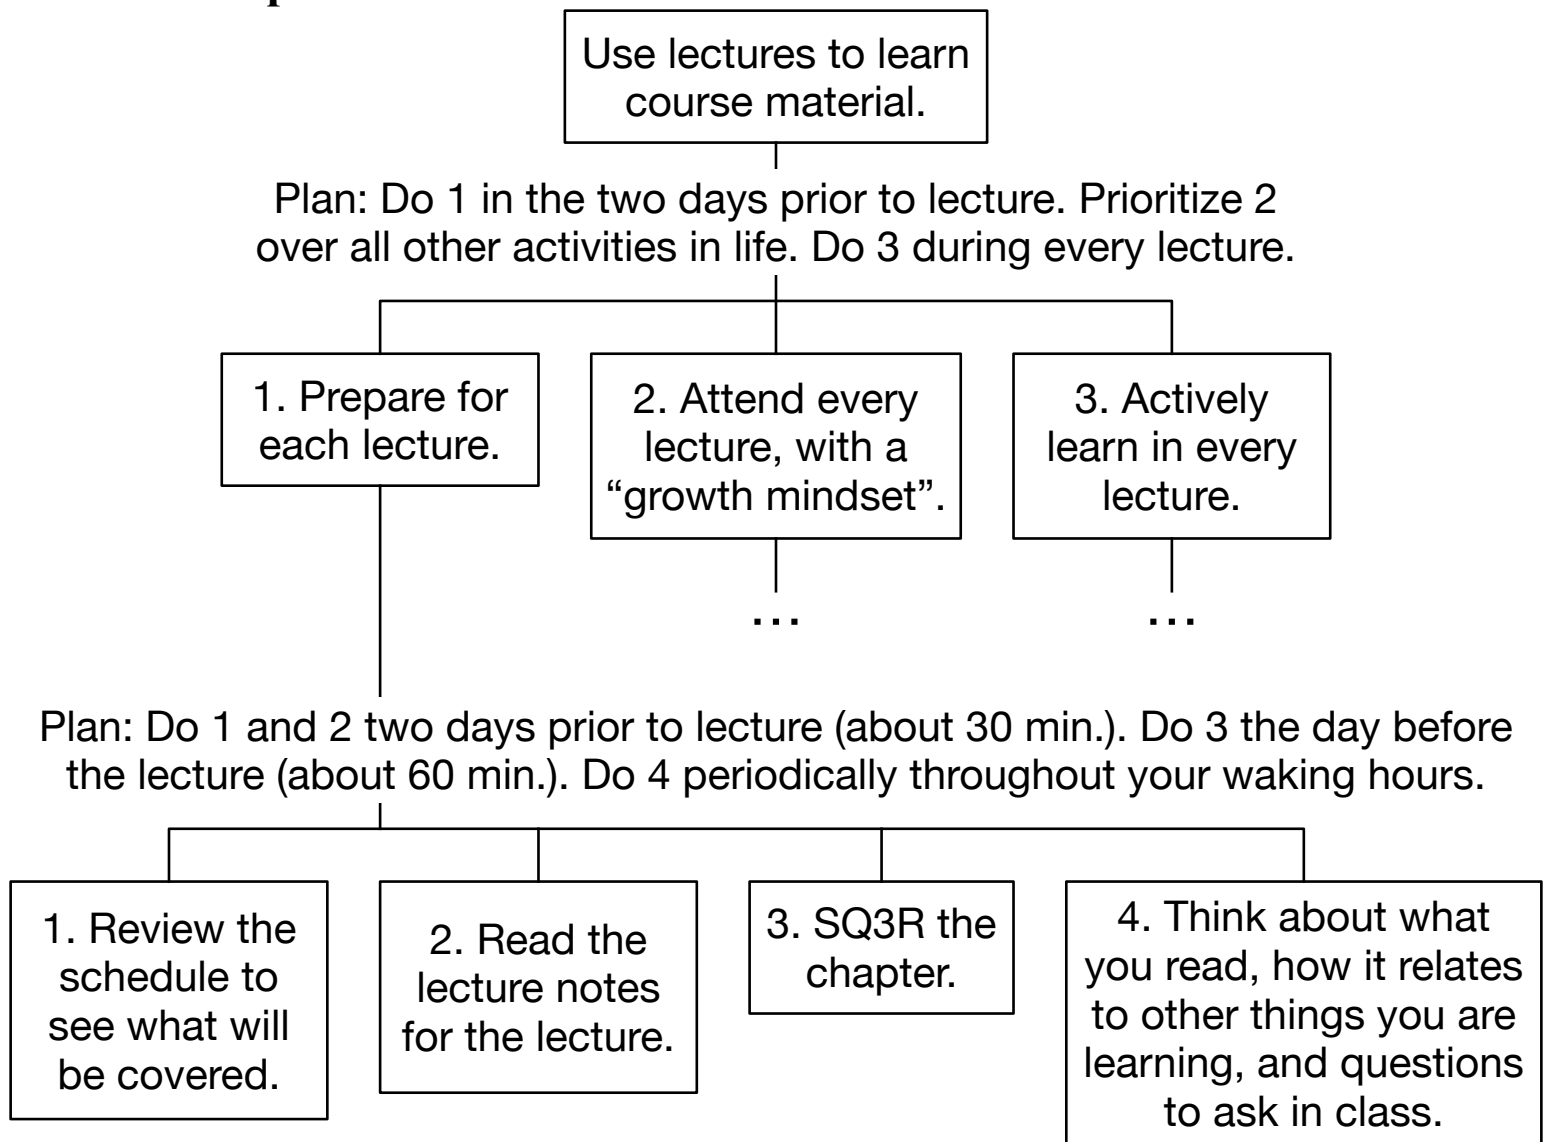 Use lectures to learn
course material.
Plan: Do 1 in the two days prior to lecture. Prioritize 2
over all other activities in life. Do 3 during every lecture.
1. Prepare for
each lecture.
2. Attend every
lecture, with a
“growth mindset”.
3. Actively
learn in every
lecture.
...
...
Plan: Do 1 and 2 two days prior to lecture (about 30 min.). Do 3 the day before
the lecture (about 60 min.). Do 4 periodically throughout your waking hours.
1. Review the
schedule to
see what will
be covered.
2. Read the
lecture notes
for the lecture.
3. SQ3R the
chapter.
4. Think about what
you read, how it relates
to other things you are
learning, and questions
to ask in class.